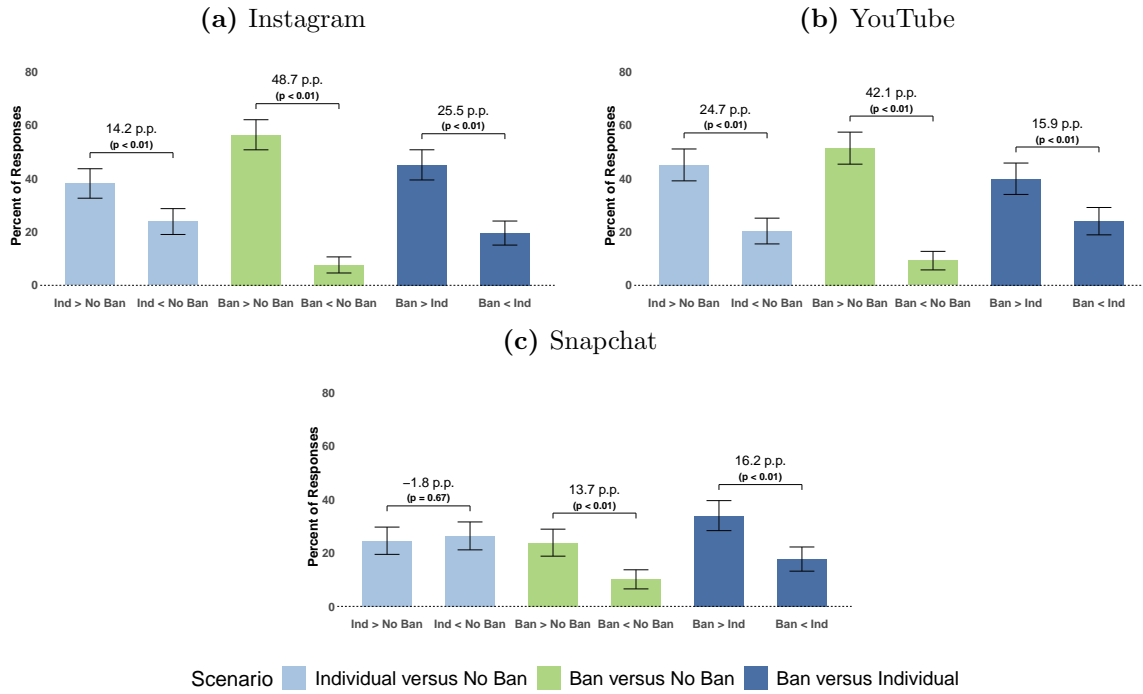 (a) Instagram
Percent of Responses
80
60
40
20
0
14.2 p.p.
(p < 0.01)
48.7 p.p.
(p < 0.01)
25.5 p.p.
(p < 0.01)
Ind > No Ban
Ind < No Ban
Ban > No Ban
Ban < No Ban
Ban > Ind
Ban < Ind
(b) YouTube
Percent of Responses
80
60
40
20
0
24.7 p.p.
(p < 0.01)
42.1 p.p.
(p < 0.01)
15.9 p.p.
(p < 0.01)
Ind > No Ban
Ind < No Ban
Ban > No Ban
Ban < No Ban
Ban > Ind
Ban < Ind
(c) Snapchat
Percent of Responses
80
60
40
20
0
−1.8 p.p.
(p = 0.67)
13.7 p.p.
(p < 0.01)
16.2 p.p.
(p < 0.01)
Ind > No Ban
Ind < No Ban
Ban > No Ban
Ban < No Ban
Ban > Ind
Ban < Ind
Scenario
Individual versus No Ban
Ban versus No Ban
Ban versus Individual